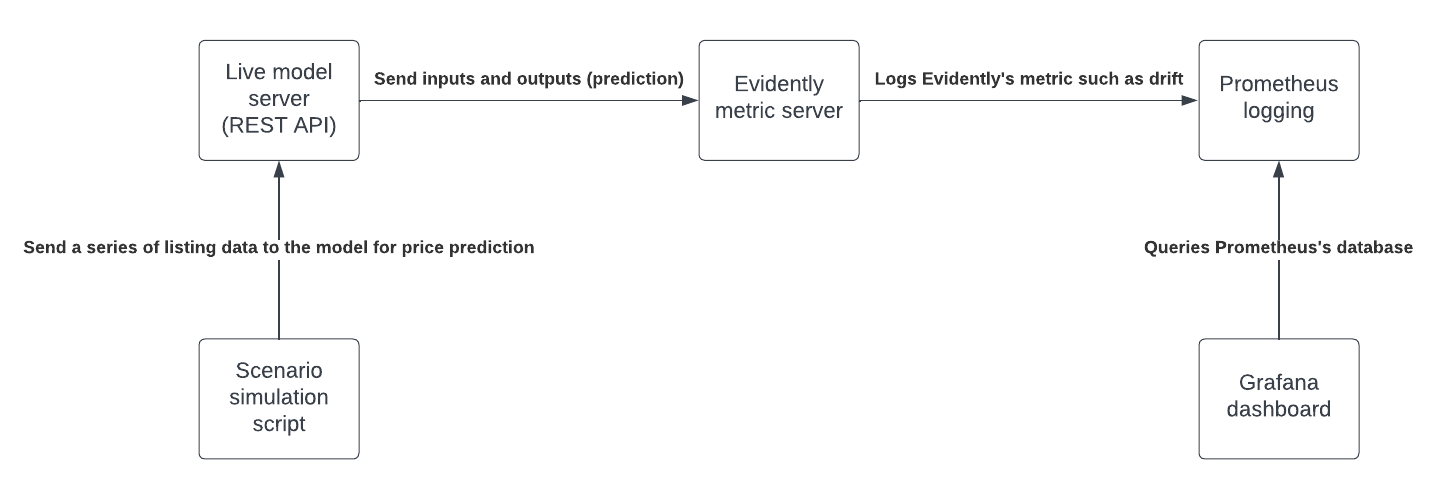 Live model
server
(REST API)
Send inputs and outputs (prediction)
Evidently
metric server
Logs Evidently's metric such as drift
Prometheus
logging
Send a series of listing data to the model for price prediction
Queries Prometheus's database
Scenario
simulation
script
Grafana
dashboard